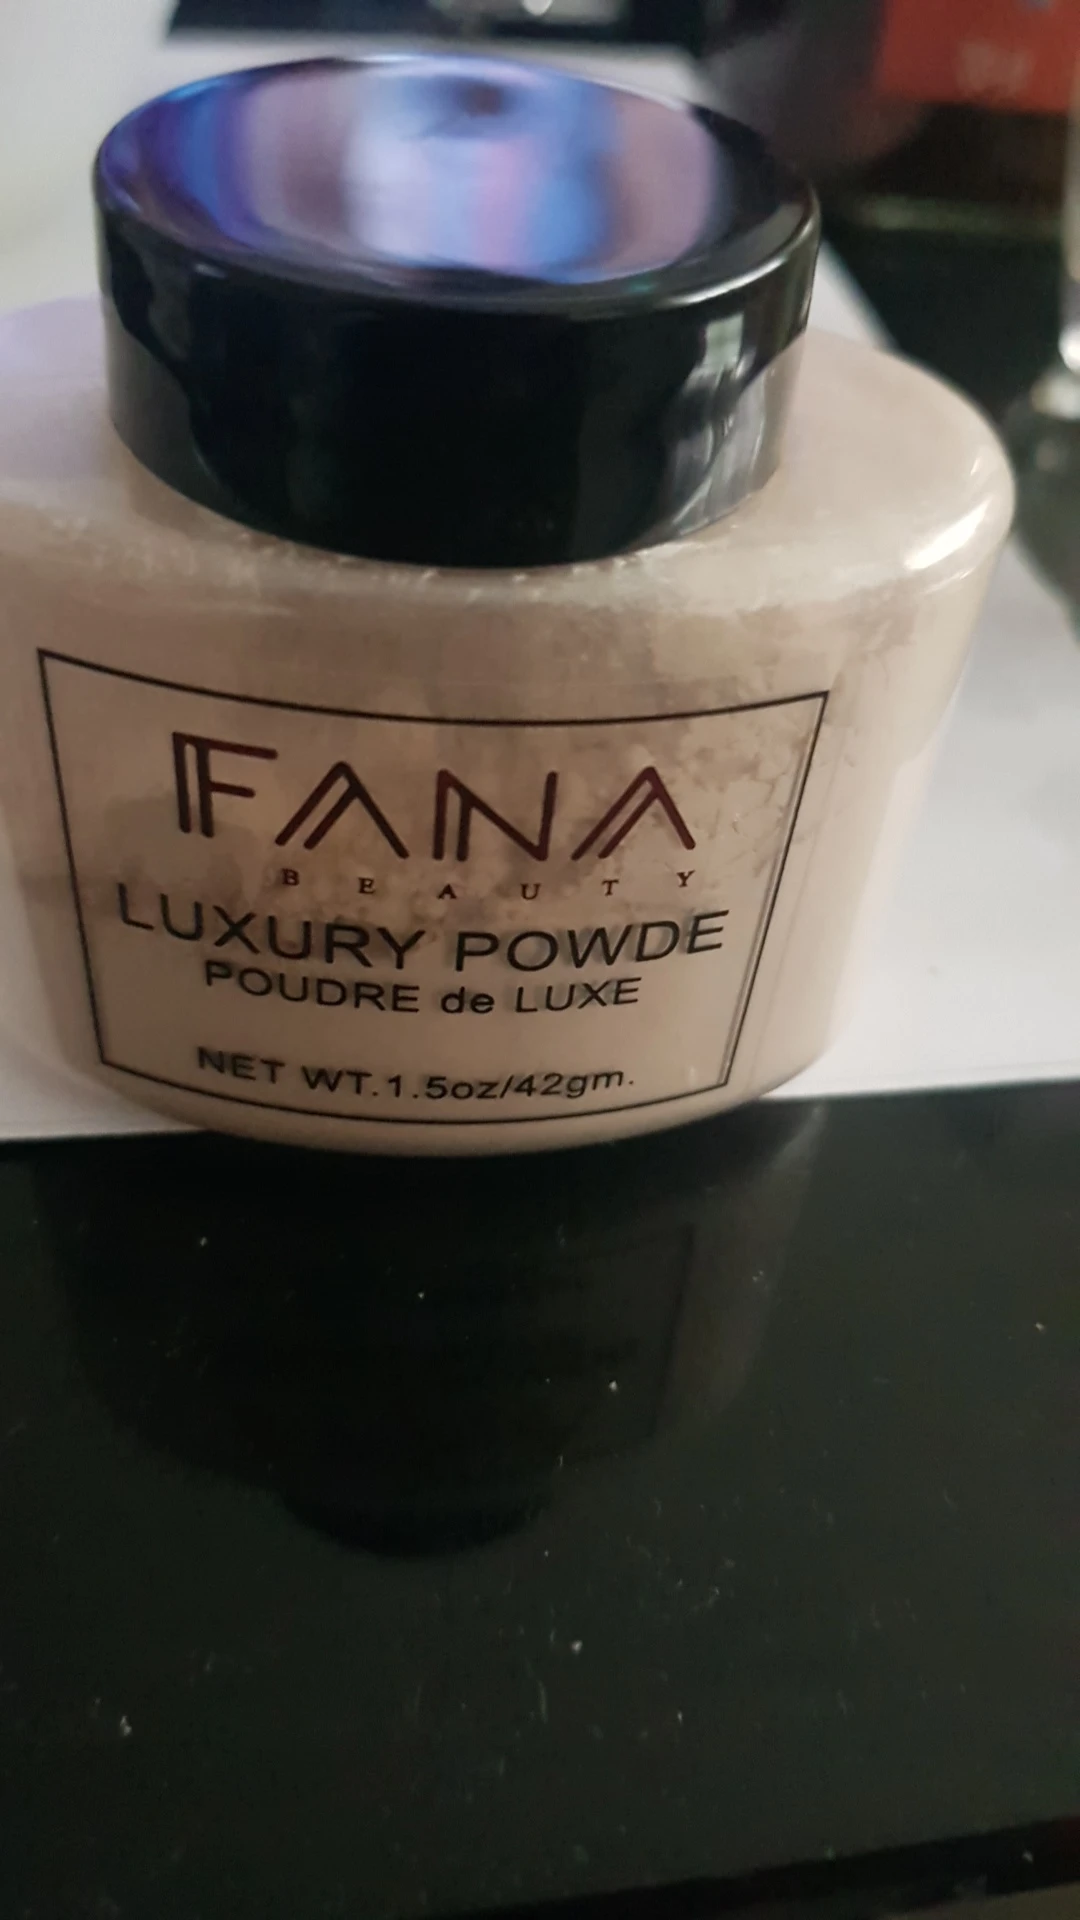 FANA
BEAUTY
LUXURY POWDE
POUDRE de LUXE
NET WT.1.5oz/42gm.